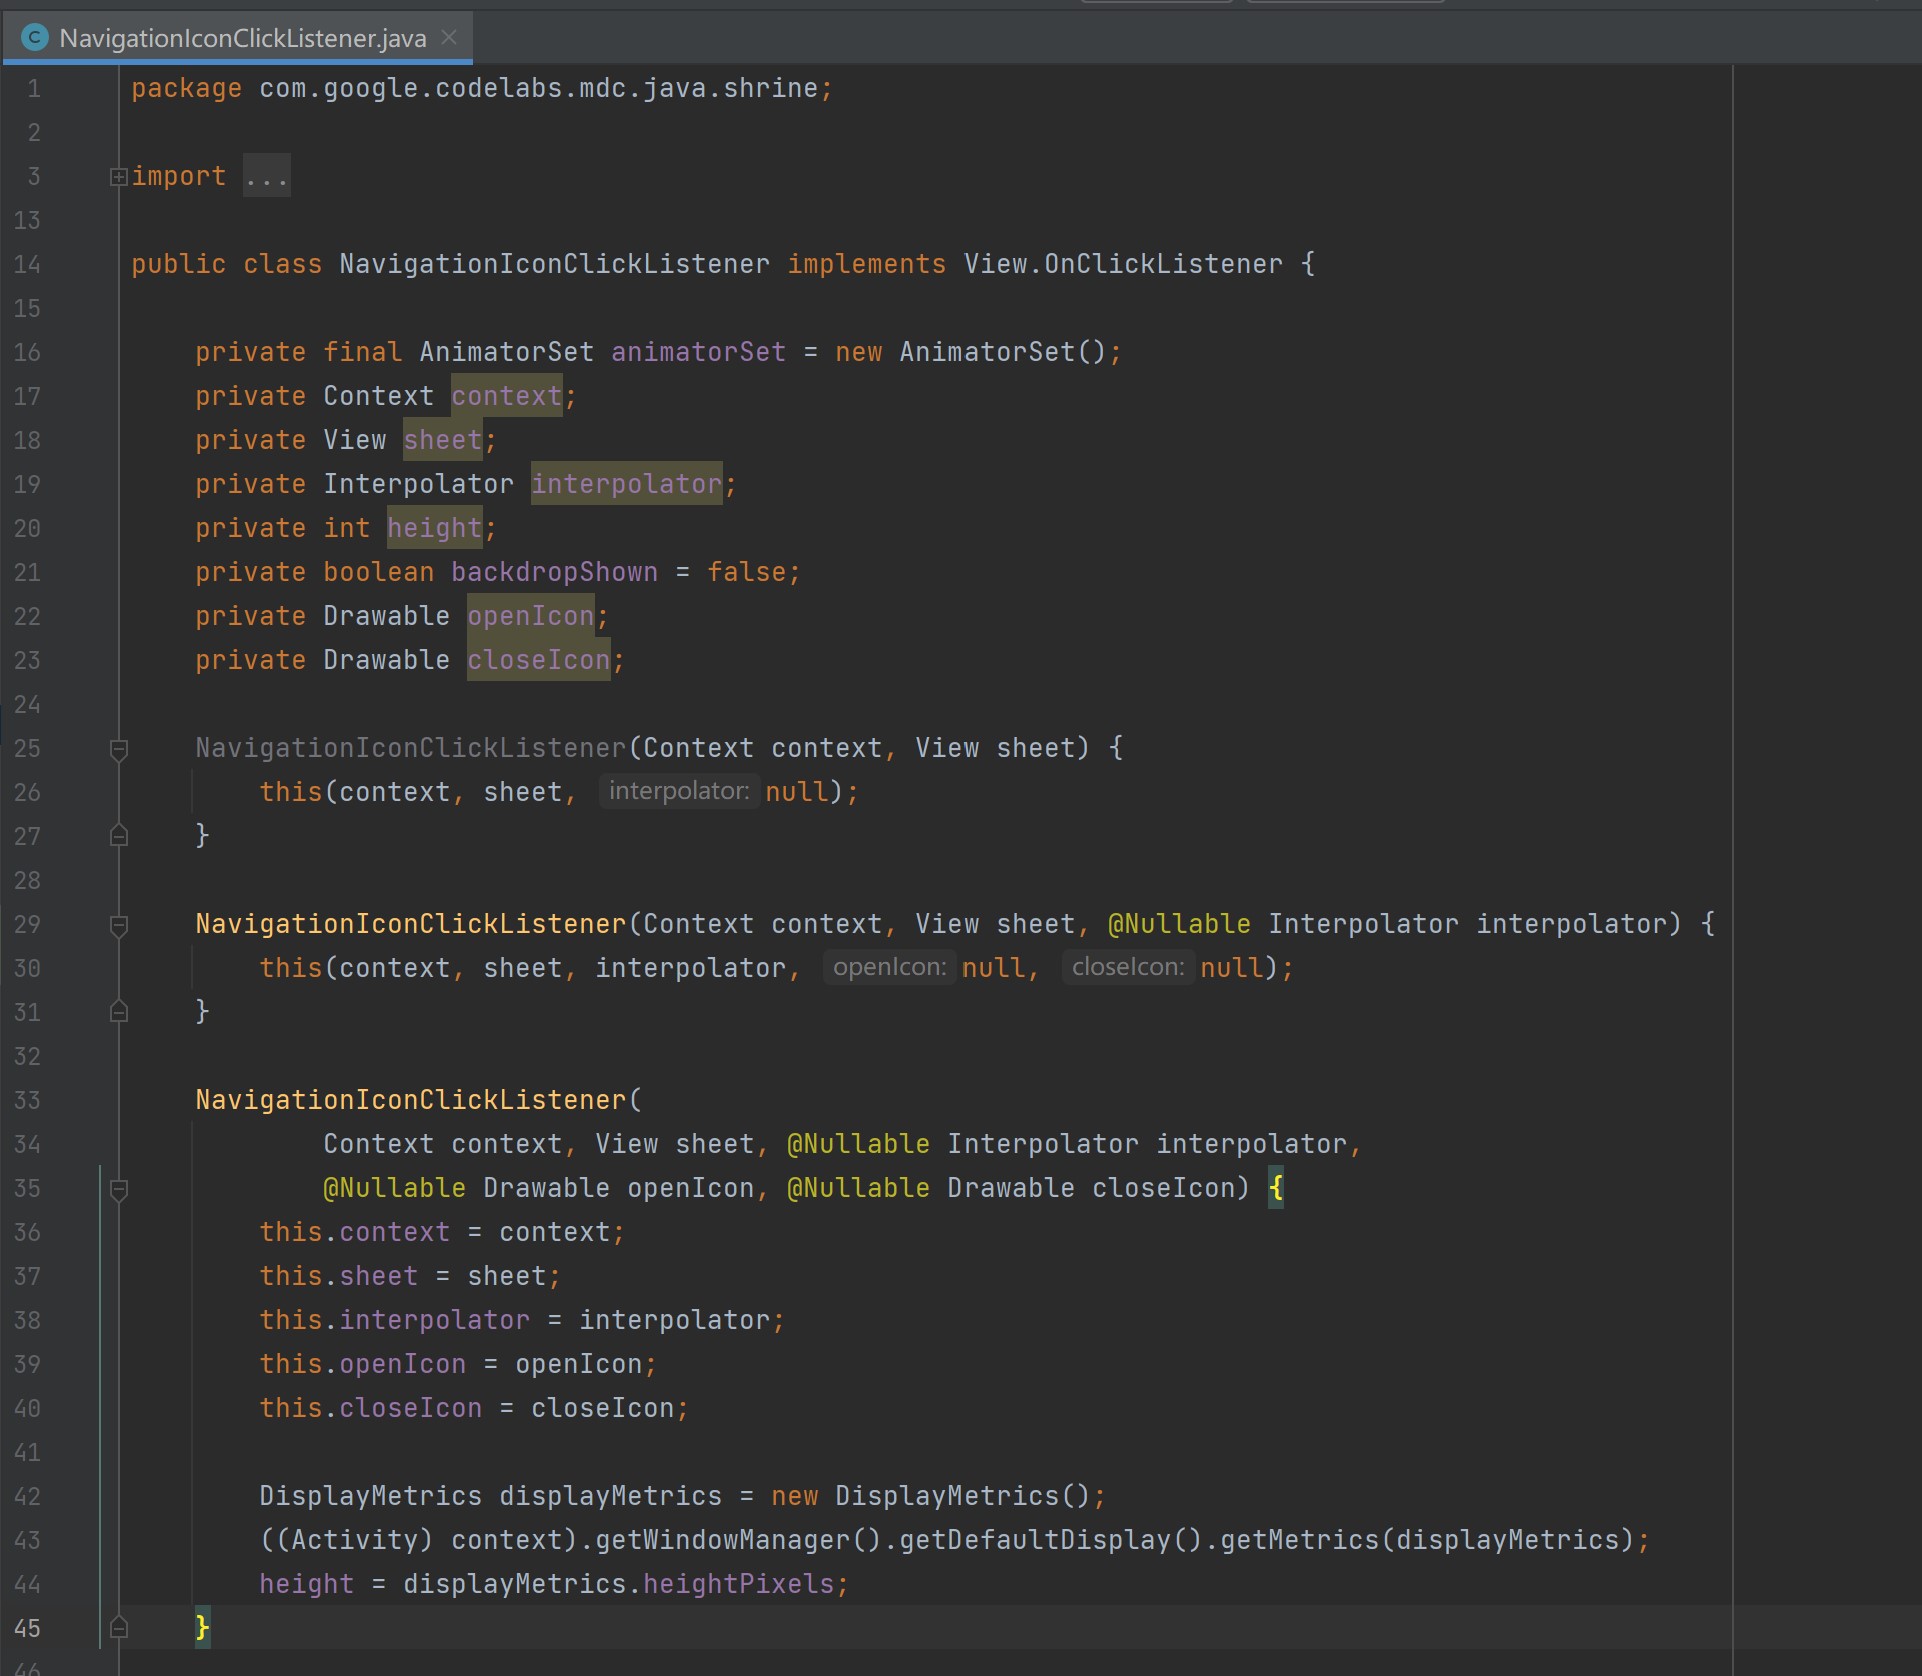 NavigationIconClickListener.java
1 package com.google.codelabs.mdc.java.shrine;
2
3 import ...
13
14 public class NavigationIconClickListener implements View.OnClickListener {
15
16 private final AnimatorSet animatorSet = new AnimatorSet();
17 private Context context;
18 private View sheet;
19 private Interpolator interpolator;
20 private int height;
21 private boolean backdropShown = false;
22 private Drawable openIcon;
23 private Drawable closeIcon;
24
25 NavigationIconClickListener(Context context, View sheet) {
26 this(context, sheet, interpolator: null);
27 }
28
29 NavigationIconClickListener(Context context, View sheet, @Nullable Interpolator interpolator) {
30 this(context, sheet, interpolator, openIcon: null, closeIcon: null);
31 }
32
33 NavigationIconClickListener(
34 Context context, View sheet, @Nullable Interpolator interpolator,
35 @Nullable Drawable openIcon, @Nullable Drawable closeIcon) {
36 this.context = context;
37 this.sheet = sheet;
38 this.interpolator = interpolator;
39 this.openIcon = openIcon;
40 this.closeIcon = closeIcon;
41
42 DisplayMetrics displayMetrics = new DisplayMetrics();
43 ((Activity) context).getWindowManager().getDefaultDisplay().getMetrics(displayMetrics);
44 height = displayMetrics.heightPixels;
45 }
46